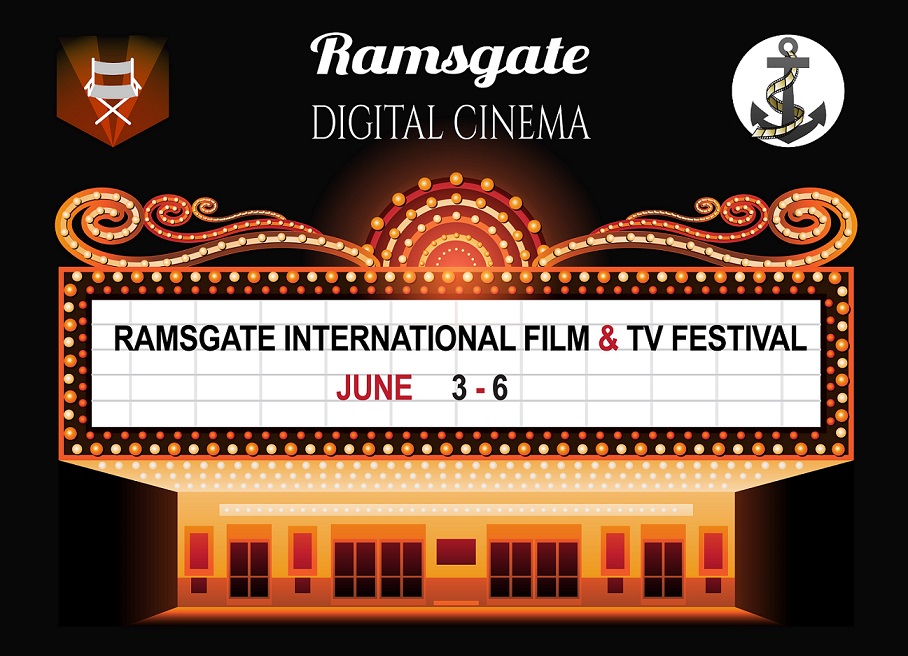 Ramsgate
DIGITAL CINEMA
RAMSGATE INTERNATIONAL FILM & TV FESTIVAL
JUNE 3 - 6